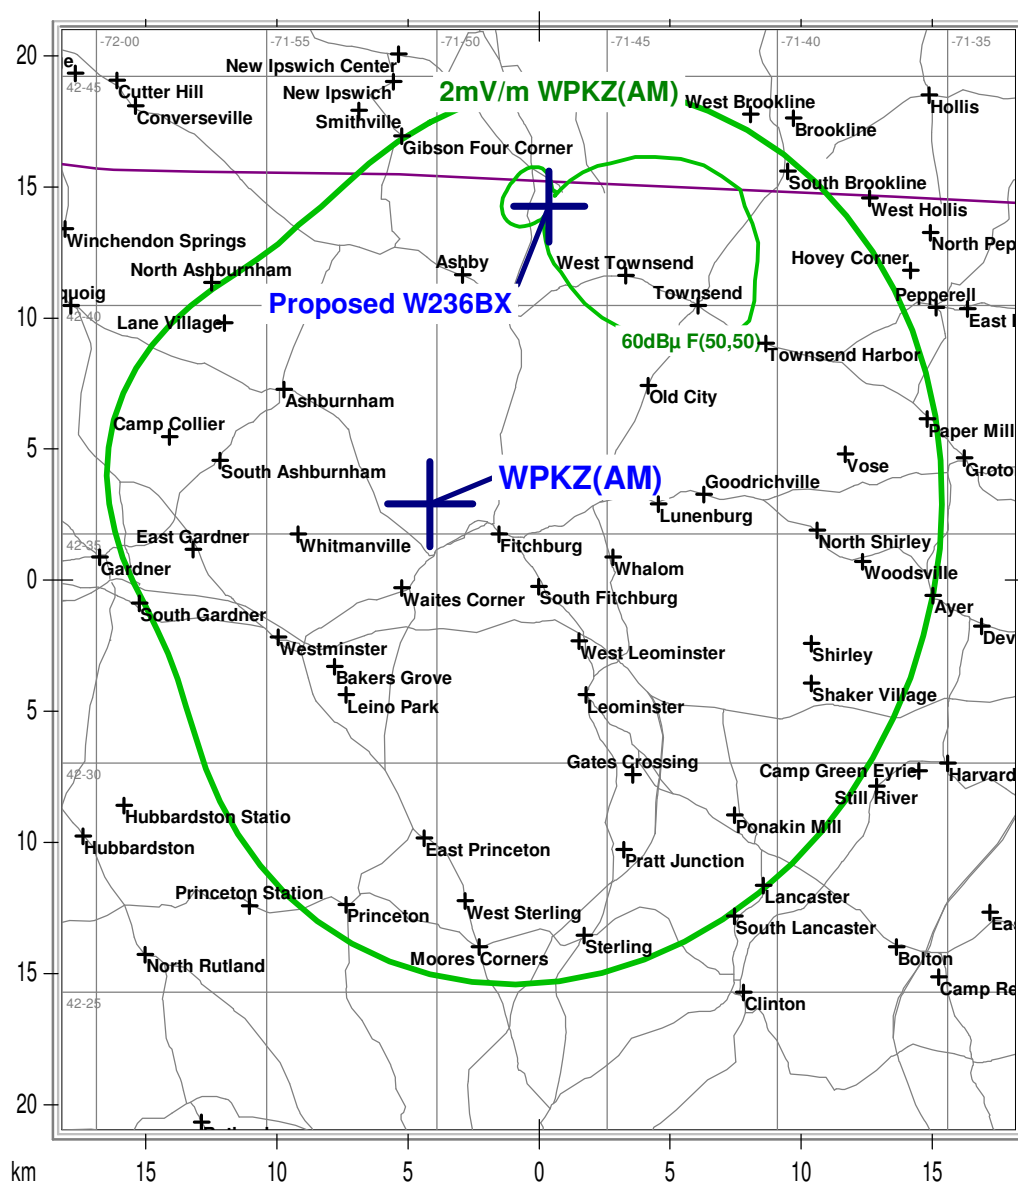 20
-72-00
-71-55
-71-50
-71-45
-71-40
-71-35
e
New Ipswich Center
42-45
Cutter Hill
New Ipswich
2mV/m WPKZ(AM)
West Brookline
Hollis
Converseville
Smithville
Brookline
Gibson Four Corner
15
South Brookline
West Hollis
Winchendon Springs
North Pep
North Ashburnham
Ashby
West Townsend
Hovey Corner
quoig
Townsend
Pepperell
Proposed W236BX
42-40
10
Lane Village
East
60dBµ F(50,50)
Townsend Harbor
Ashburnham
Old City
Camp Collier
Paper Mill
5
South Ashburnham
Vose
Groto
WPKZ(AM)
Goodrichville
Lunenburg
East Gardner
Whitmanville
Fitchburg
North Shirley
42-35
Gardner
Whalom
Woodsville
0
Waites Corner
South Fitchburg
Ayer
South Gardner
Westminster
West Leominster
Shirley
Dev
Bakers Grove
Leino Park
Leominster
Shaker Village
5
Gates Crossing
Camp Green Eyrie
Harvard
42-30
Still River
Hubbardston Statio
Ponakin Mill
10
Hubbardston
East Princeton
Pratt Junction
Princeton Station
Lancaster
Princeton
West Sterling
South Lancaster
Eas
Sterling
Moores Corners
Bolton
North Rutland
15
Camp Re
42-25
Clinton
20
km
15
10
5
0
5
10
15